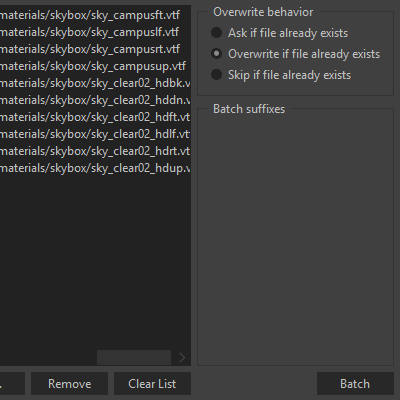 materials/skybox/sky_campusft.vtf
materials/skybox/sky_campuslf.vtf
materials/skybox/sky_campusrt.vtf
materials/skybox/sky_campusup.vtf
materials/skybox/sky_clear02_hdbk.v
materials/skybox/sky_clear02_hddn.v
materials/skybox/sky_clear02_hdft.vt
materials/skybox/sky_clear02_hdlf.vt
materials/skybox/sky_clear02_hdrt.vt
materials/skybox/sky_clear02_hdup.v
Overwrite behavior
Ask if file already exists
Overwrite if file already exists
Skip if file already exists
Batch suffixes
Remove
Clear List
Batch